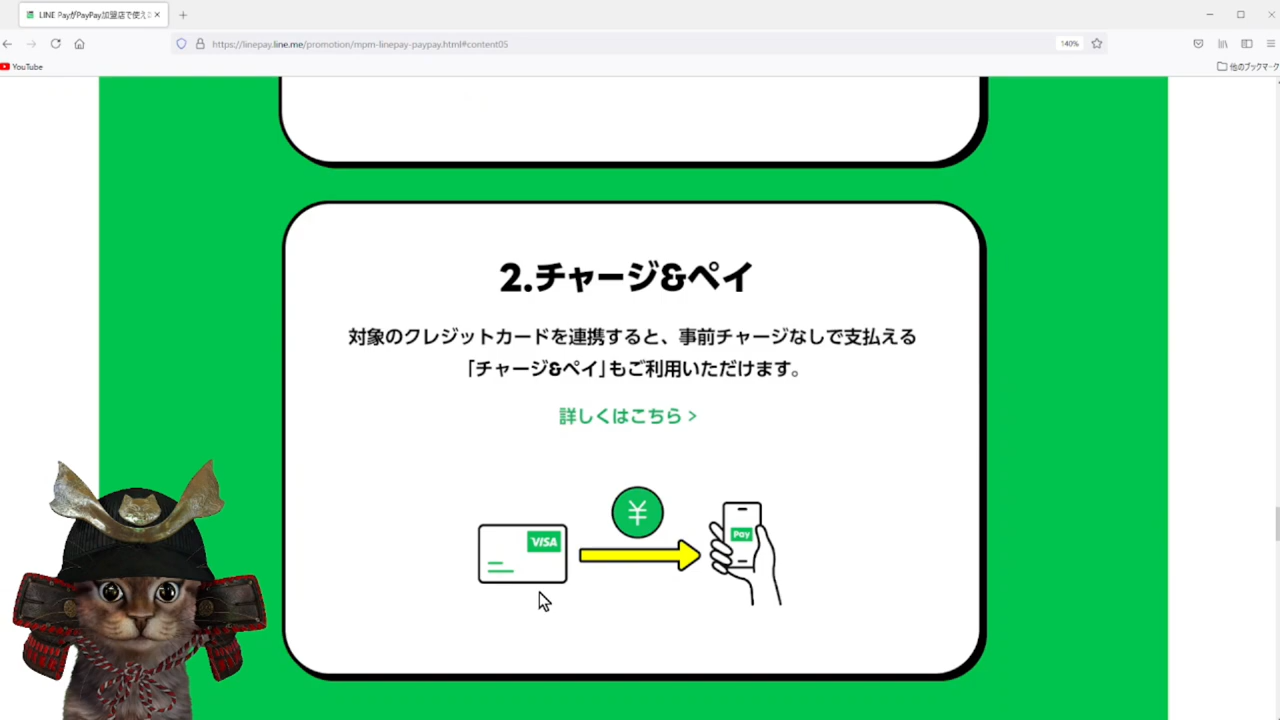 LINE PayがPayPay加盟店で使え
https://linepay.line.me/promotion/mpm-linepay-paypay.html#content05
140%
YouTube
他のブックマーク
2.チャージ&ペイ
対象のクレジットカードを連携すると、事前チャージなしで支払える
「チャージ&ペイ」もご利用いただけます。
詳しくはこちら >
¥
VISA
Pay